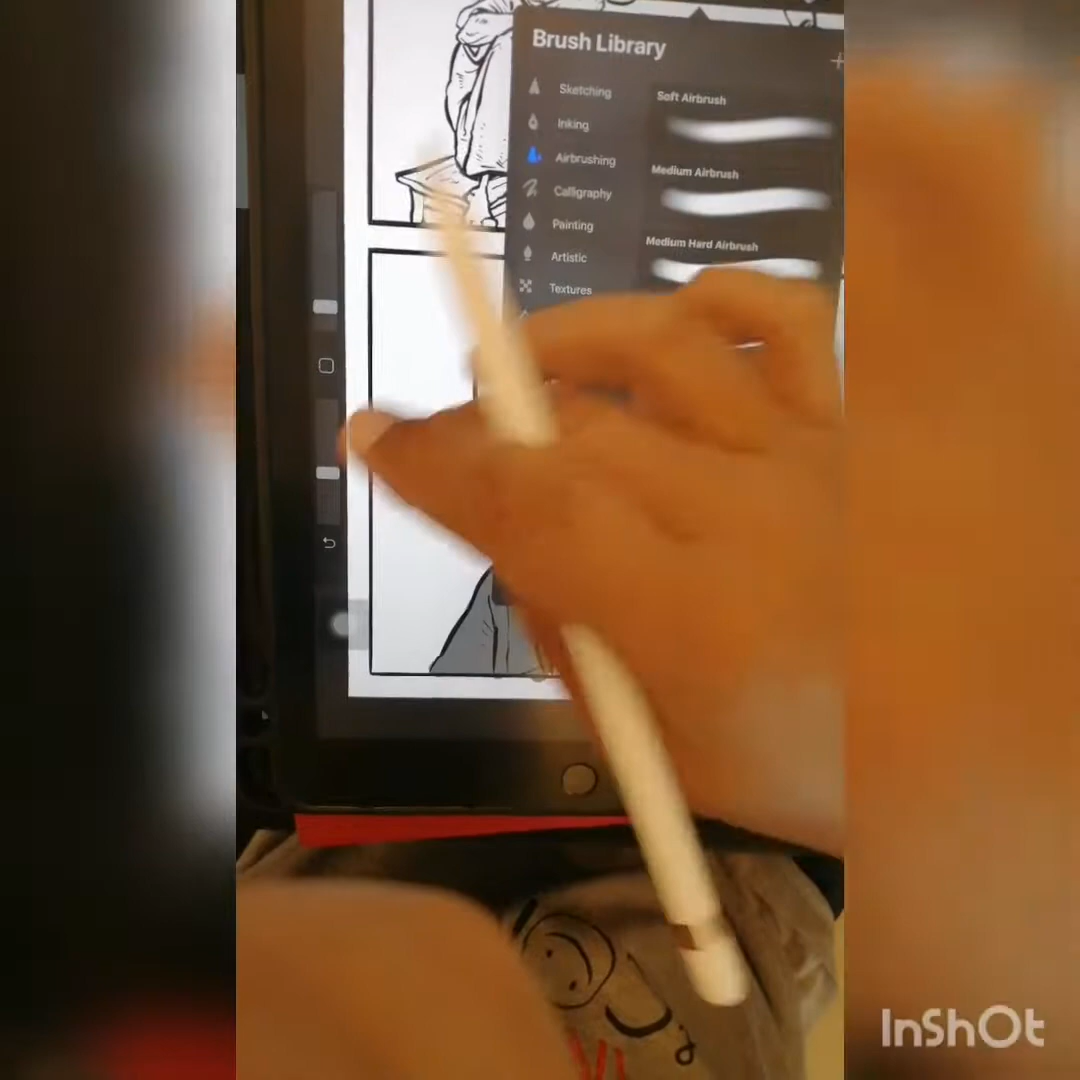 Brush Library
Sketching
Inking
Airbrushing
Calligraphy
Painting
Artistic
Textures
Soft Airbrush
Medium Airbrush
Medium Hard Airbrush
InShOt